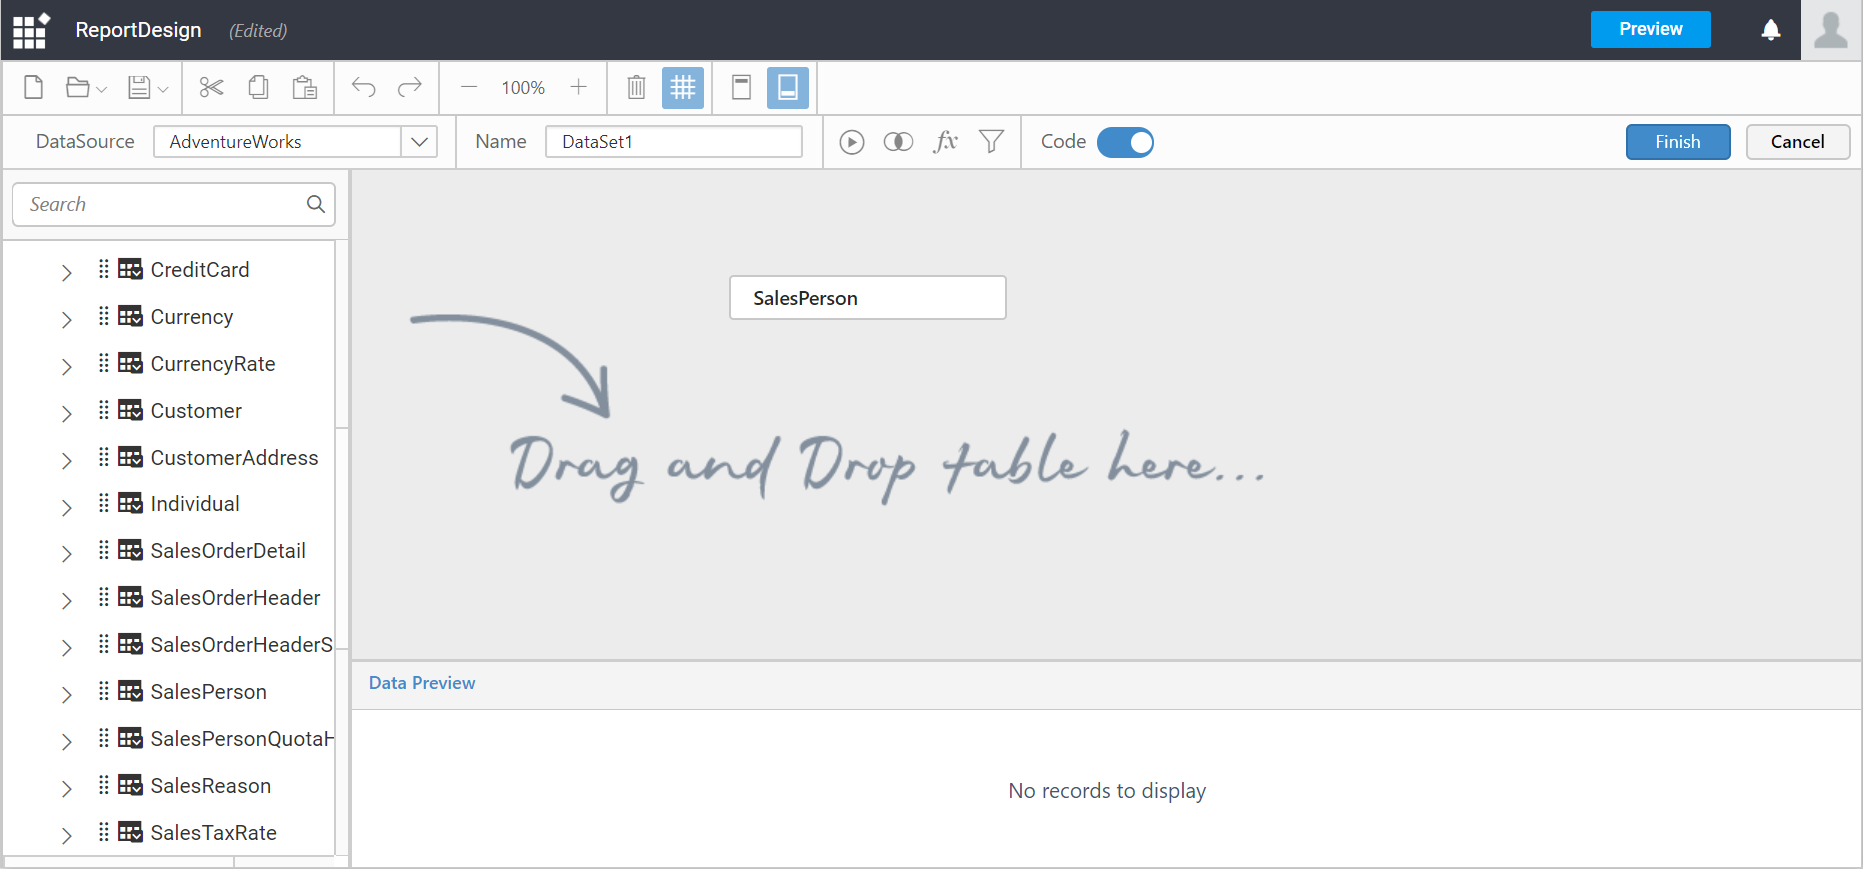 ReportDesign (Edited) Preview
100%
DataSource AdventureWorks Name DataSet1 fx Code Finish Cancel
Search
CreditCard
Currency
CurrencyRate
Customer
CustomerAddress
Individual
SalesOrderDetail
SalesOrderHeader
SalesOrderHeaderS
SalesPerson
SalesPersonQuotaH
SalesReason
SalesTaxRate
SalesPerson
Drag and Drop table here...
Data Preview
No records to display